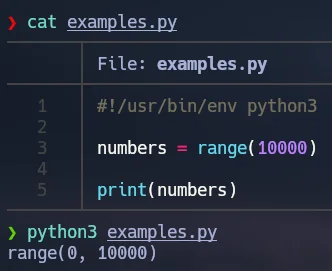 ❯ cat examples.py
File: examples.py
1 #!/usr/bin/env python3
2
3 numbers = range(10000)
4
5 print(numbers)
❯ python3 examples.py
range(0, 10000)